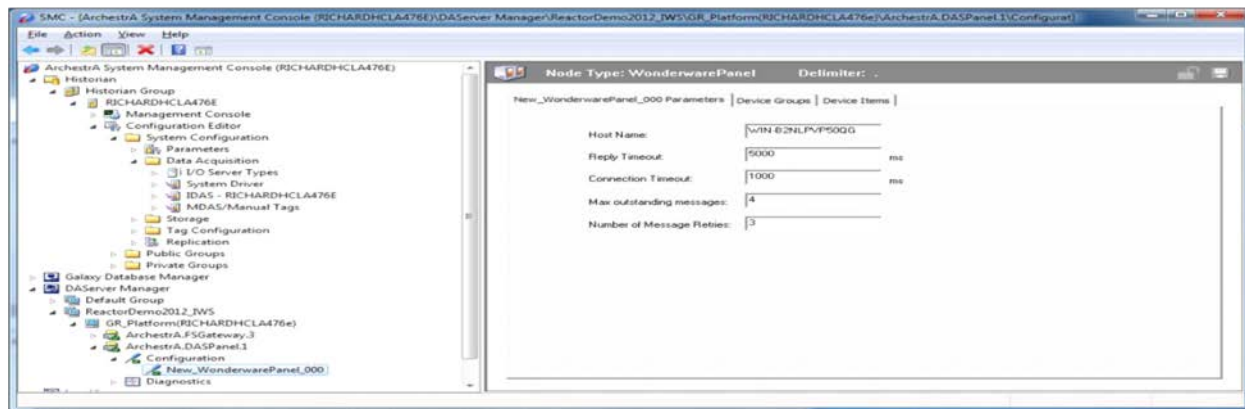 SMC - [ArchestrA System Management Console (RICHARDHCLA476E)\DAServer Manager\ReactorDemo2012_IWS\GR_Platform(RICHARDHCLA476e)\ArchestrA.DASPanel.1\Configurat]
File Action View Help
ArchestrA System Management Console (RICHARDHCLA476E)
Historian
Historian Group
RICHARDHCLA476E
Management Console
Configuration Editor
System Configuration
Parameters
Data Acquisition
I/O Server Types
System Driver
IDAS - RICHARDHCLA476E
MDAS/Manual Tags
Storage
Tag Configuration
Replication
Public Groups
Private Groups
Galaxy Database Manager
DAServer Manager
Default Group
ReactorDemo2012_IWS
GR_Platform(RICHARDHCLA476e)
ArchestrA.FSGateway.3
ArchestrA.DASPanel.1
Configuration
New_WonderwarePanel_000
Diagnostics
Node Type: WonderwarePanel Delimiter: .
New_WonderwarePanel_000 Parameters Device Groups Device Items
Host Name: WIN-B2NLPVP50QG
Reply Timeout: 5000 ms
Connection Timeout: 1000 ms
Max outstanding messages: 4
Number of Message Retries: 3